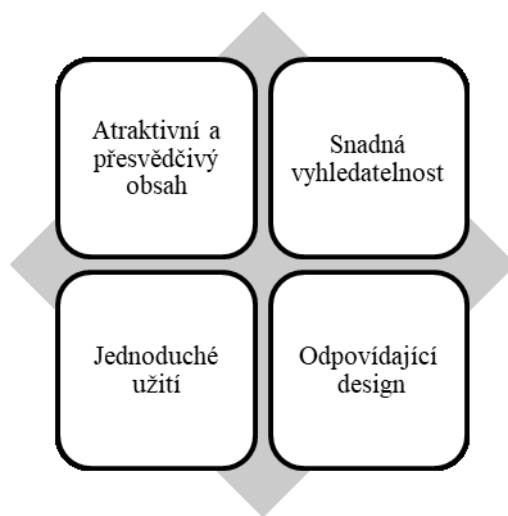 Atraktivní a
přesvědčivý
obsah
Snadná
vyhledatelnost
Jednoduché
užití
Odpovídající
design